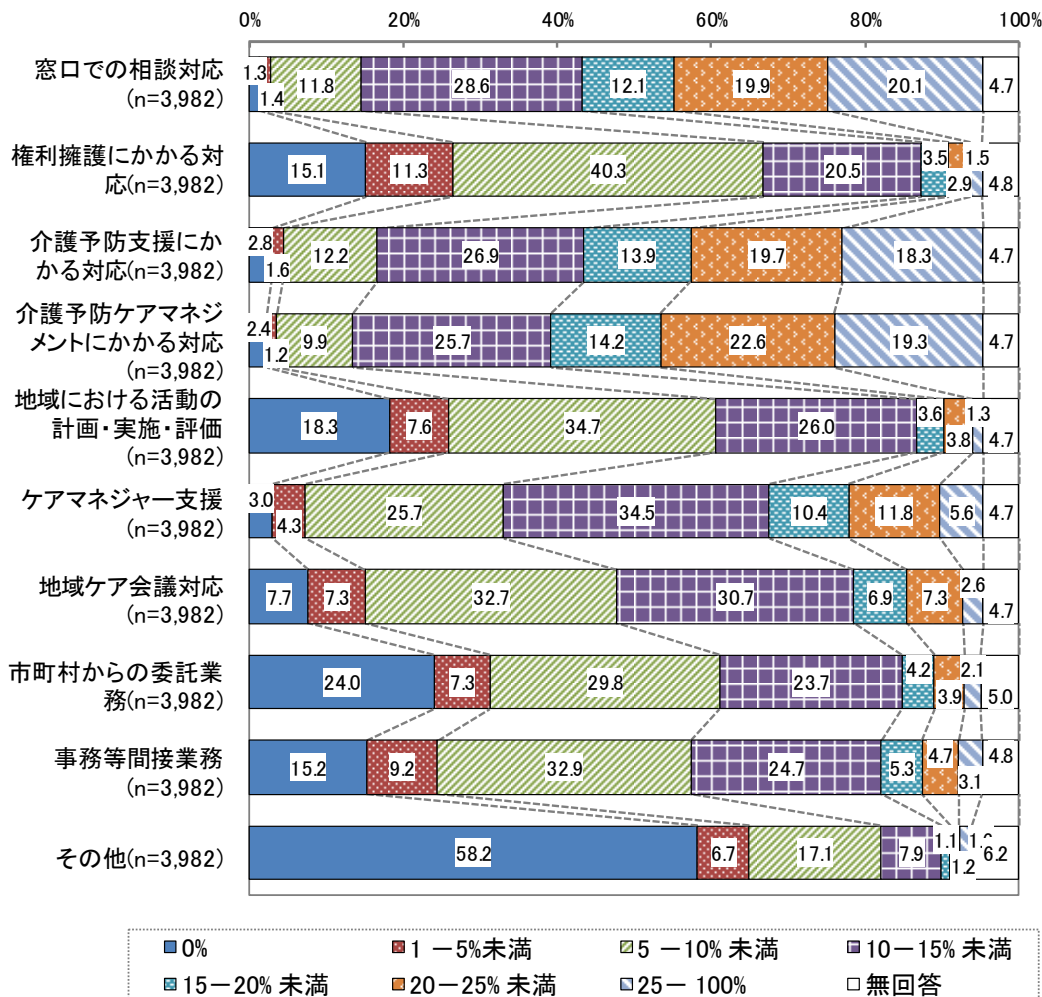 0% 20% 40% 60% 80% 100%
窓口での相談対応
(n=3,982)
1.3 1.4 11.8 28.6 12.1 19.9 20.1 4.7
権利擁護にかかる対
応(n=3,982)
15.1 11.3 40.3 20.5 3.5 2.9 1.5 4.8
介護予防支援にか
かる対応(n=3,982)
2.8 1.6 12.2 26.9 13.9 19.7 18.3 4.7
介護予防ケアマネジ
メントにかかる対応
(n=3,982)
2.4 1.2 9.9 25.7 14.2 22.6 19.3 4.7
地域における活動の
計画・実施・評価
(n=3,982)
18.3 7.6 34.7 26.0 3.6 3.8 1.3 4.7
ケアマネジャー支援
(n=3,982)
3.0 4.3 25.7 34.5 10.4 11.8 5.6 4.7
地域ケア会議対応
(n=3,982)
7.7 7.3 32.7 30.7 6.9 7.3 2.6 4.7
市町村からの委託業
務(n=3,982)
24.0 7.3 29.8 23.7 4.2 3.9 2.1 5.0
事務等間接業務
(n=3,982)
15.2 9.2 32.9 24.7 5.3 4.7 3.1 4.8
その他(n=3,982)
58.2 6.7 17.1 7.9 1.1 1.2 6.2
0% 1-5%未満 5-10% 未満 10-15% 未満
15-20% 未満 20-25% 未満 25- 100% 無回答